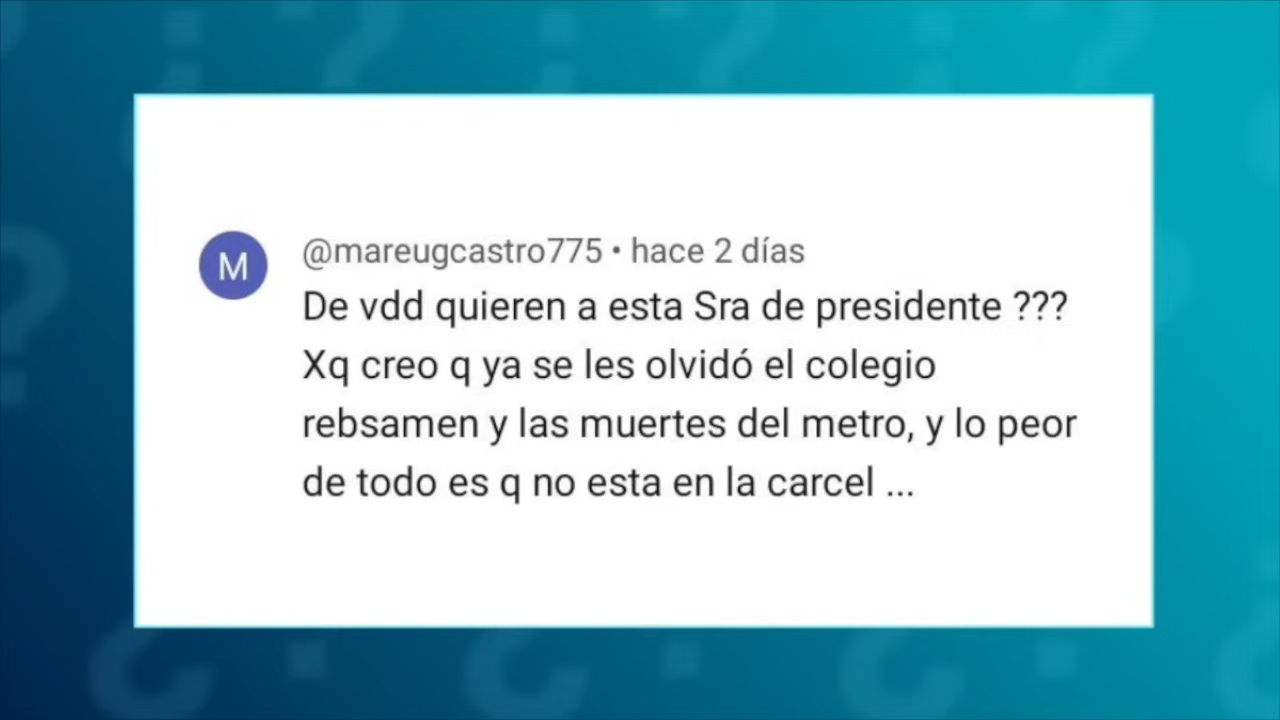 M
@mareugcastro775 • hace 2 días
De vdd quieren a esta Sra de presidente ???
Xq creo q ya se les olvidó el colegio
rebsamen y las muertes del metro, y lo peor
de todo es q no esta en la carcel ...